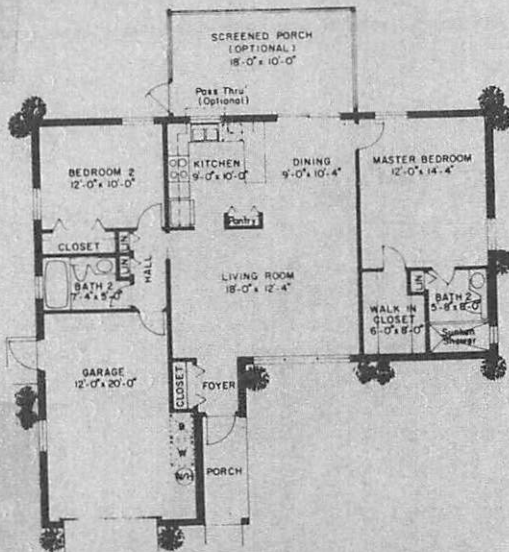 SCREENED PORCH
(OPTIONAL)
18'-0" x 10'-0"
Pass Thru'
(Optional)
BEDROOM 2
12'-0" x 10'-0"
KITCHEN
9'-0" x 10'-0"
DINING
9'-0" x 10'-4"
MASTER BEDROOM
12'-0" x 14'-4"
Pantry
CLOSET
LIN
LIN
HALL
BATH 2
7'-4" x 5'-0"
LIVING ROOM
18'-0" x 12'-4"
WALK IN
CLOSET
6'-0" x 8'-0"
LIN
BATH 2
5'-8" x 8'-0"
Sunken
Shower
GARAGE
12'-0" x 20'-0"
CLOSET
FOYER
W
W/H
PORCH